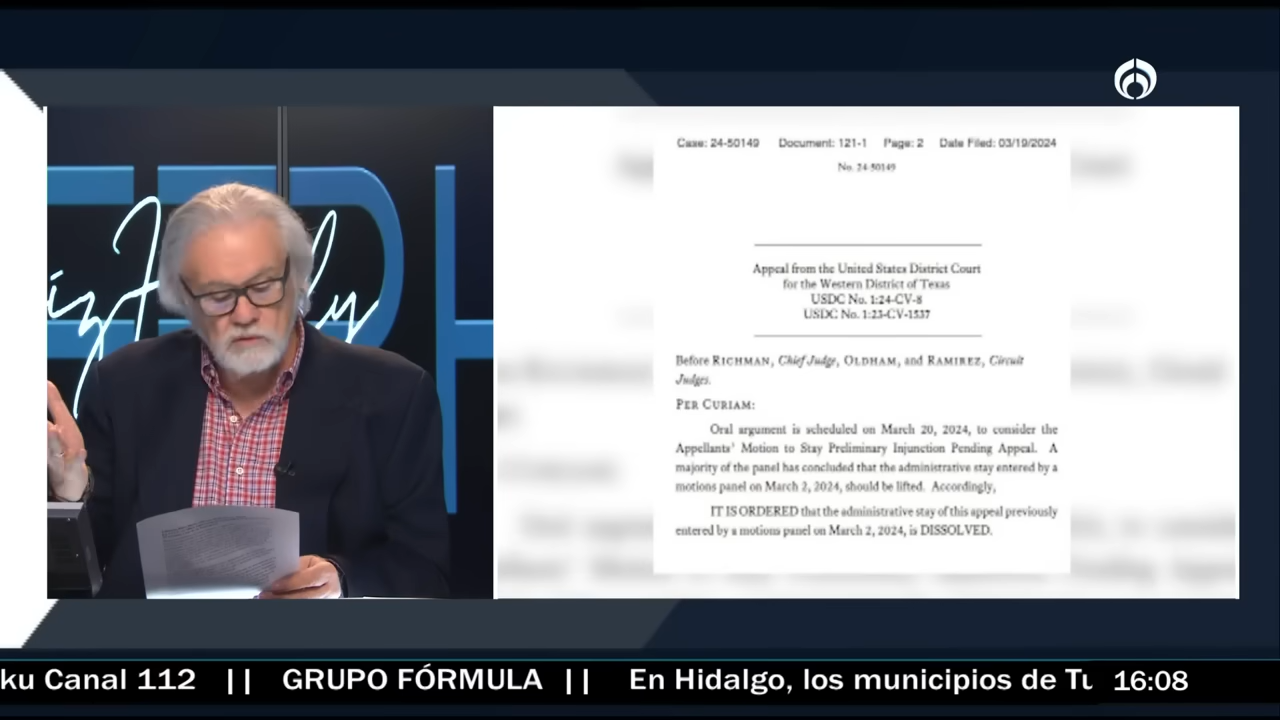 Case: 24-50149 Document: 121-1 Page: 2 Date Filed: 03/19/2024
No. 24-50149
Appeal from the United States District Court
for the Western District of Texas
USDC No. 1:24-CV-8
USDC No. 1:23-CV-1537
Before RICHMAN, Chief Judge, OLDHAM, and RAMIREZ, Circuit
Judges.
PER CURIAM:
Oral argument is scheduled on March 20, 2024, to consider the
Appellants' Motion to Stay Preliminary Injunction Pending Appeal. A
majority of the panel has concluded that the administrative stay entered by a
motions panel on March 2, 2024, should be lifted. Accordingly,
IT IS ORDERED that the administrative stay of this appeal previously
entered by a motions panel on March 2, 2024, is DISSOLVED.
ku Canal 112 || GRUPO FÓRMULA || En Hidalgo, los municipios de Tu 16:08